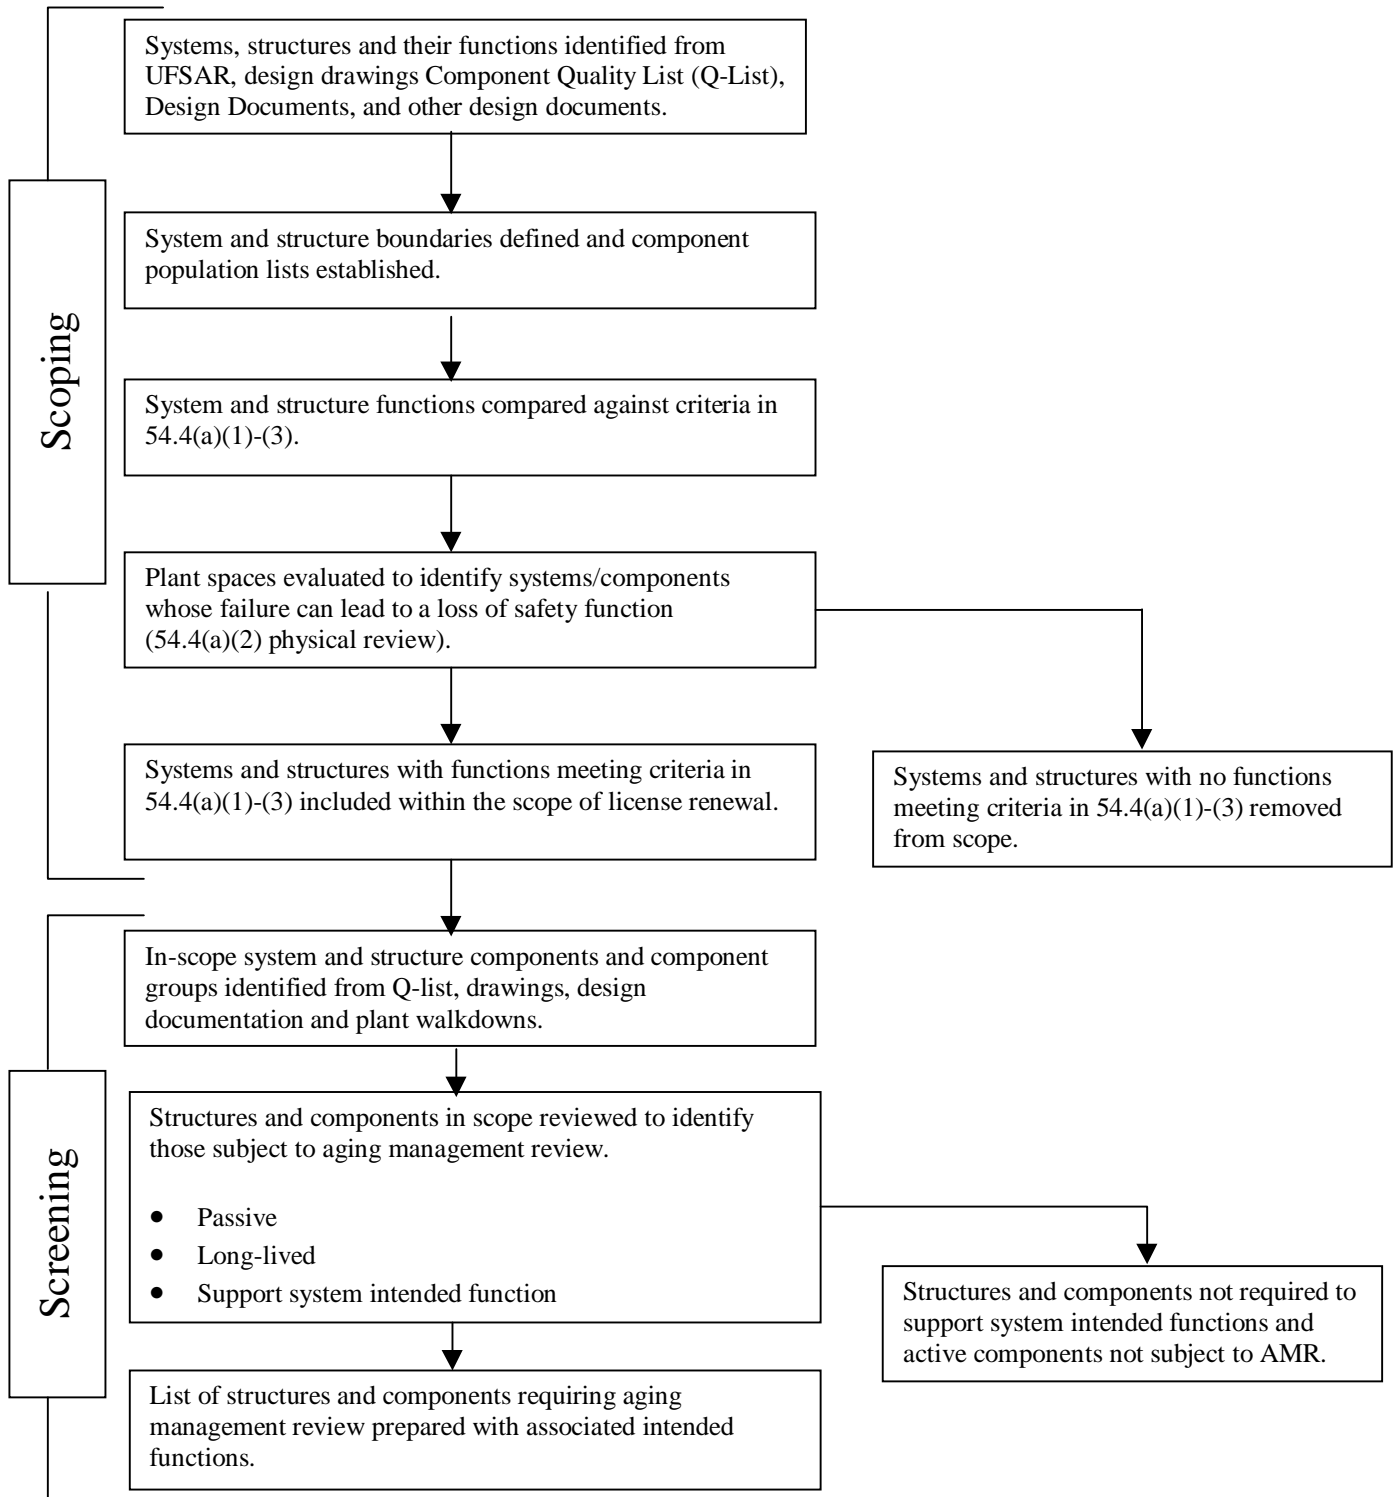 Systems, structures and their functions identified from
UFSAR, design drawings Component Quality List (Q-List),
Design Documents, and other design documents.
System and structure boundaries defined and component
population lists established.
Scoping
System and structure functions compared against criteria in
54.4(a)(1)-(3).
Plant spaces evaluated to identify systems/components
whose failure can lead to a loss of safety function
(54.4(a)(2) physical review).
Systems and structures with functions meeting criteria in
54.4(a)(1)-(3) included within the scope of license renewal.
Systems and structures with no functions
meeting criteria in 54.4(a)(1)-(3) removed
from scope.
In-scope system and structure components and component
groups identified from Q-list, drawings, design
documentation and plant walkdowns.
Screening
Structures and components in scope reviewed to identify
those subject to aging management review.
• Passive
• Long-lived
• Support system intended function
Structures and components not required to
support system intended functions and
active components not subject to AMR.
List of structures and components requiring aging
management review prepared with associated intended
functions.